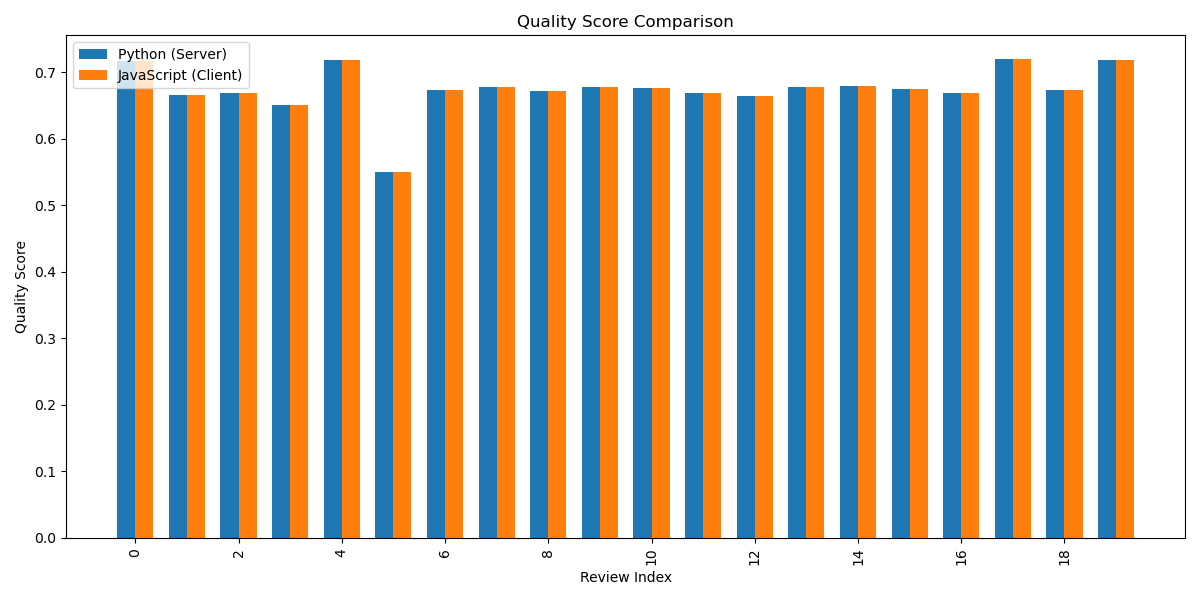 Quality Score Comparison
Python (Server)
JavaScript (Client)
Quality Score
0.7
0.6
0.5
0.4
0.3
0.2
0.1
0.0
0 2 4 6 8 10 12 14 16 18
Review Index